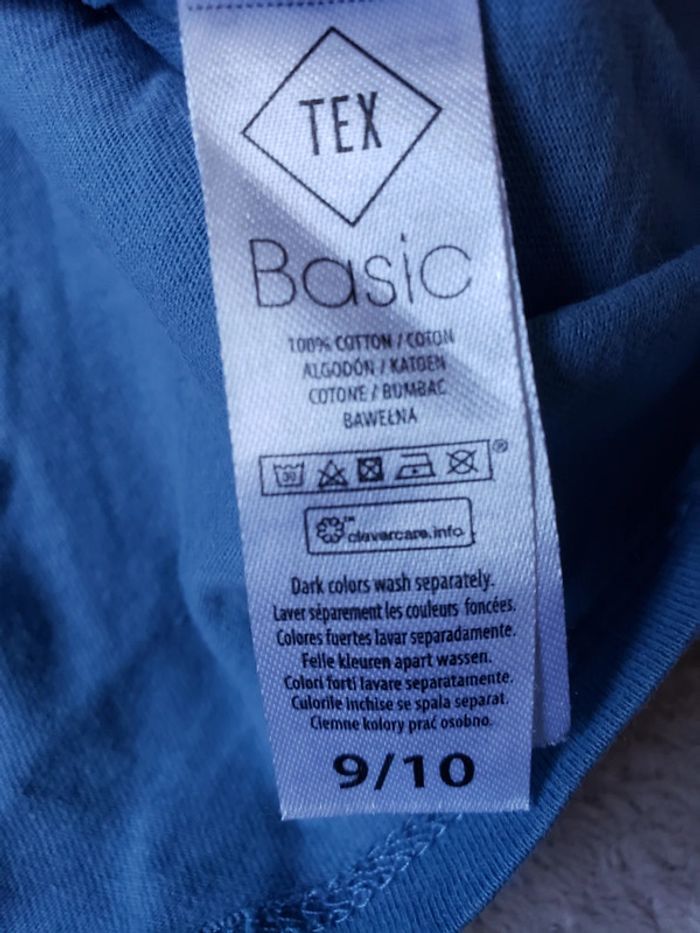 TEX
Basic
100% COTTON / COTON
ALGODÓN / KATOEN
COTONE / BUMBAC
BAWEŁNA
30
®
™
clevercare.info
Dark colors wash separately.
Laver séparement les couleurs foncées.
Colores fuertes lavar separadamente.
Felle kleuren apart wassen.
Colori forti lavare separatamente.
Culorile inchise se spala separat.
Ciemne kolory prać osobno.
9/10